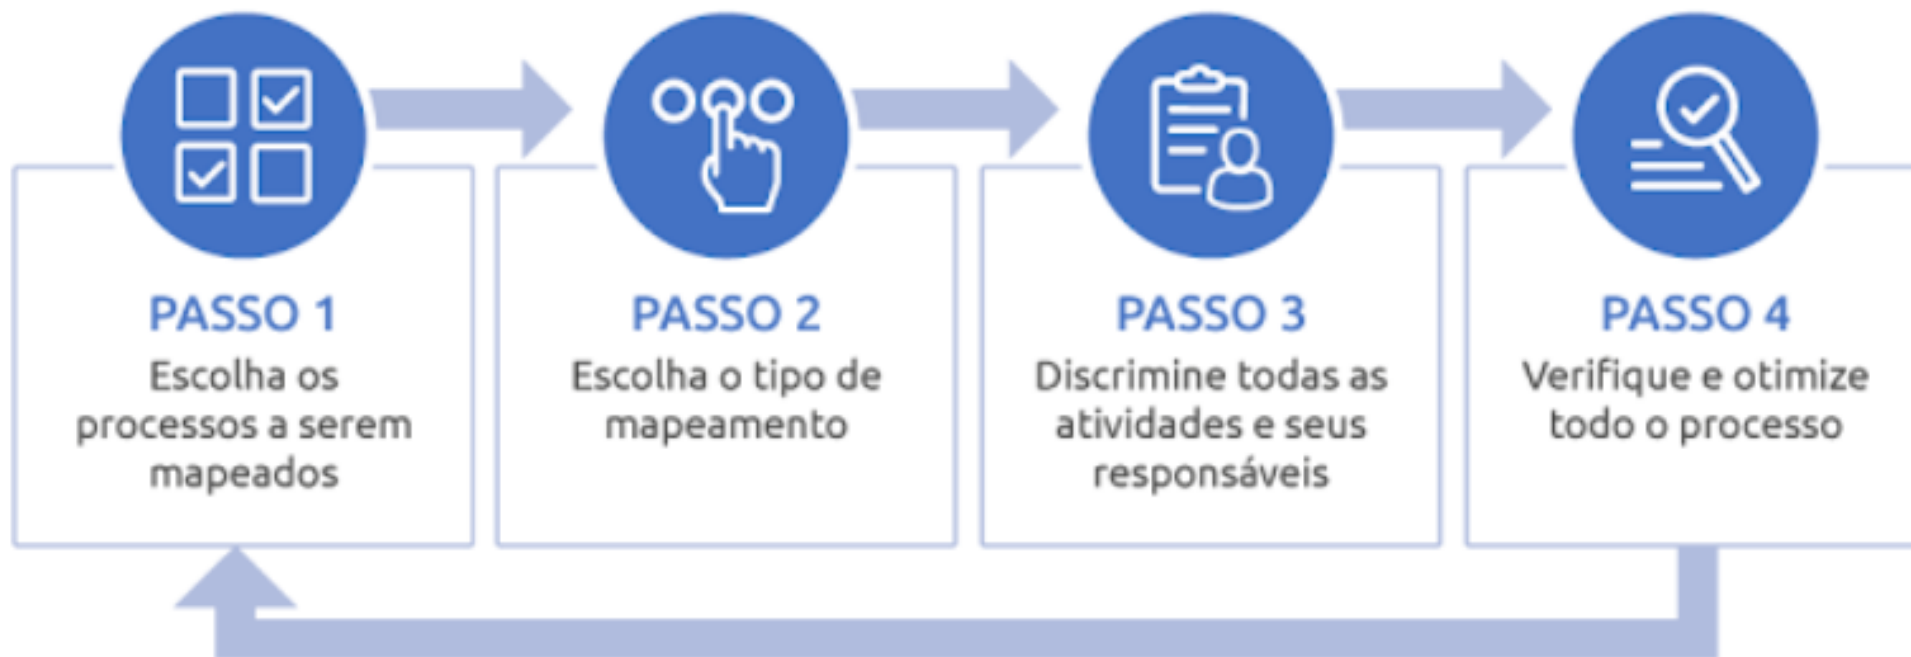 PASSO 1
Escolha os
processos a serem
mapeados
PASSO 2
Escolha o tipo de
mapeamento
PASSO 3
Discrimine todas as
atividades e seus
responsáveis
PASSO 4
Verifique e otimize
todo o processo